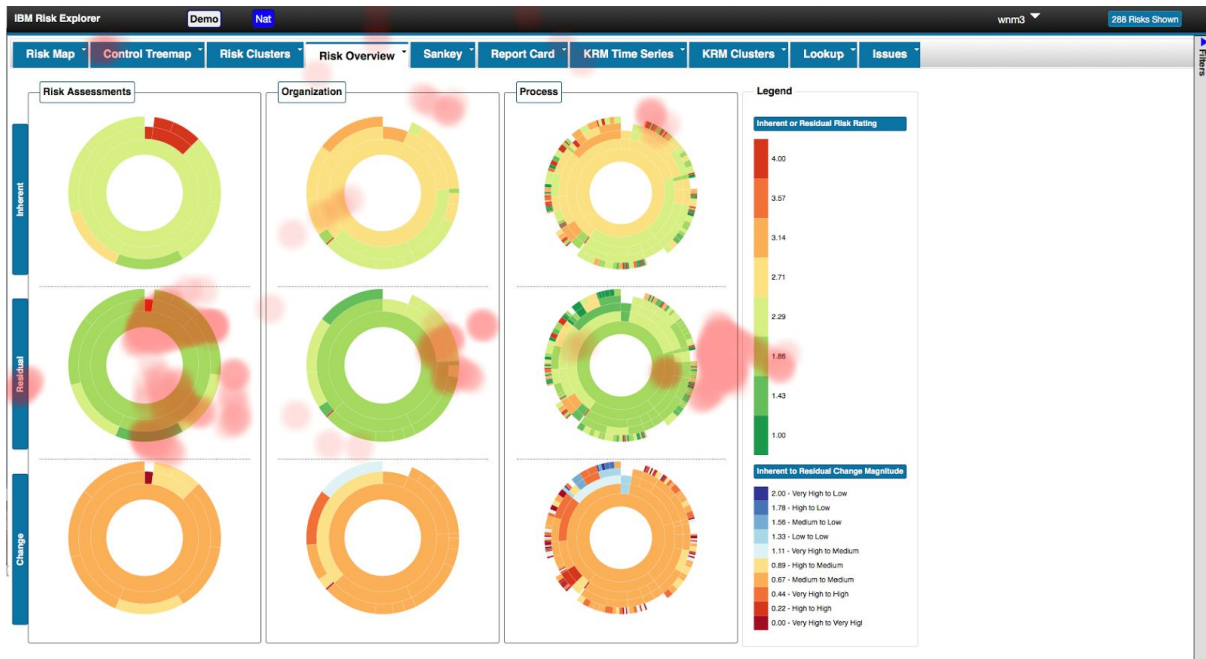 IBM Risk Explorer Demo Nat wnm3 288 Risks Shown
Risk Map Control Treemap Risk Clusters Risk Overview Sankey Report Card KRM Time Series KRM Clusters Lookup Issues
Filters
Risk Assessments Organization Process Legend
Inherent
Residual
Change
Inherent or Residual Risk Rating
4.00
3.57
3.14
2.71
2.29
1.86
1.43
1.00
Inherent to Residual Change Magnitude
2.00 - Very High to Low
1.78 - High to Low
1.56 - Medium to Low
1.33 - Low to Low
1.11 - Very High to Medium
0.89 - High to Medium
0.67 - Medium to Medium
0.44 - Very High to High
0.22 - High to High
0.00 - Very High to Very Higl